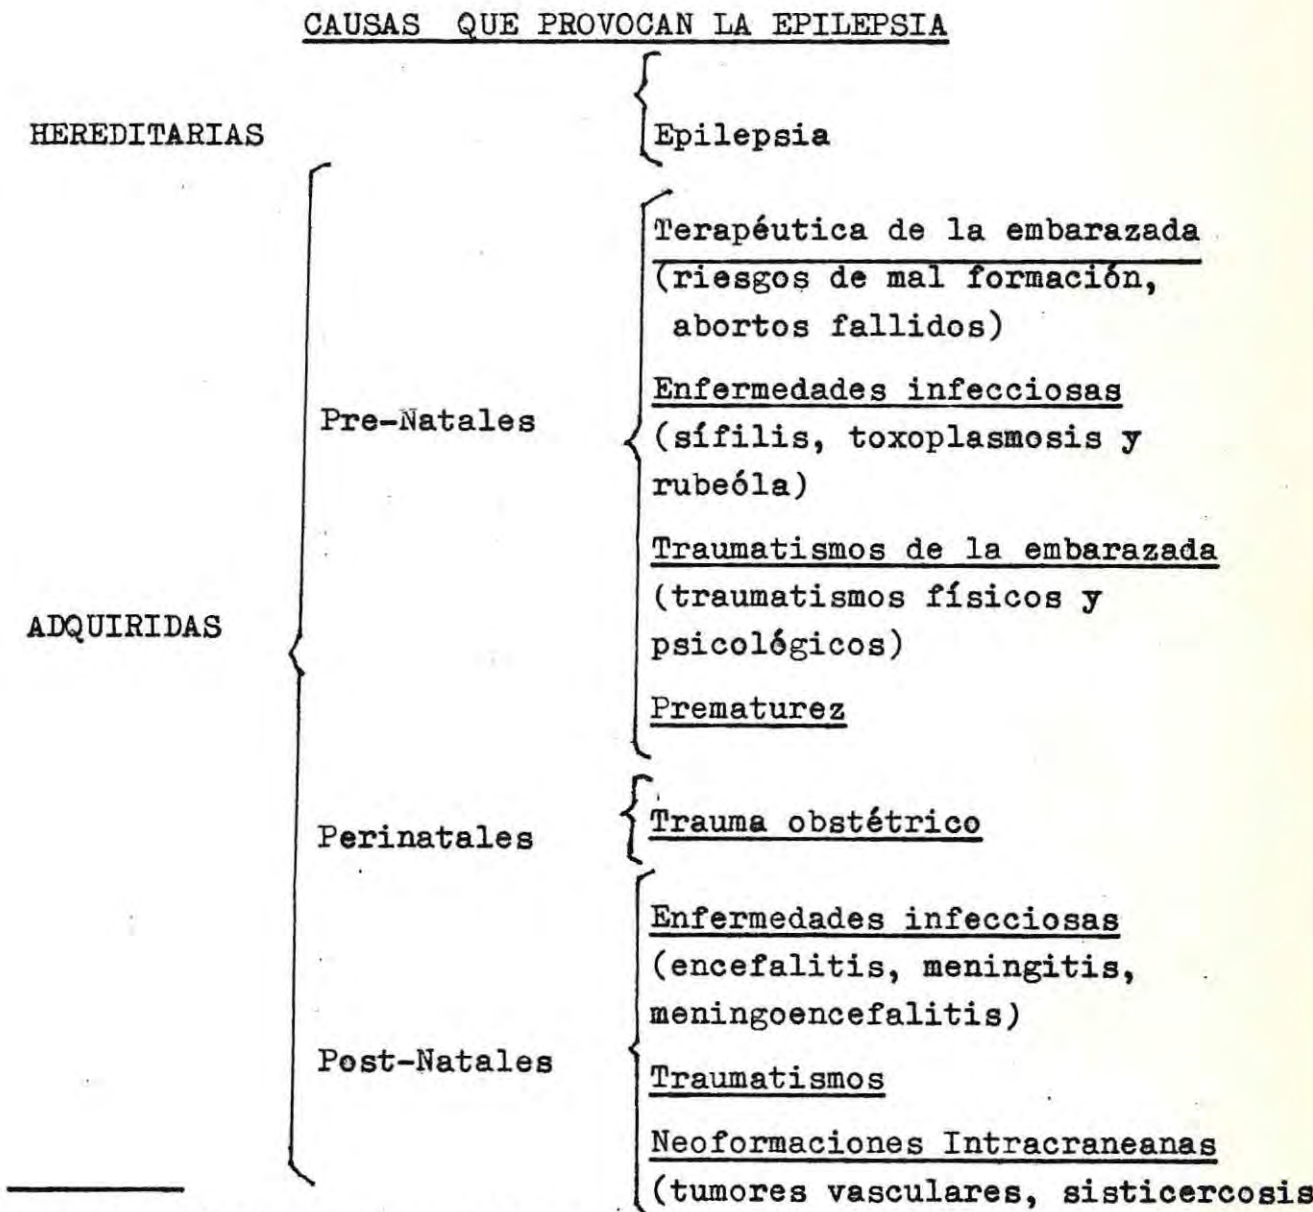 CAUSAS QUE PROVOCAN LA EPILEPSIA
HEREDITARIAS
Epilepsia
ADQUIRIDAS
Pre-Natales
Terapéutica de la embarazada
(riesgos de mal formación,
abortos fallidos)
Enfermedades infecciosas
(sífilis, toxoplasmosis y
rubeóla)
Traumatismos de la embarazada
(traumatismos físicos y
psicológicos)
Prematurez
Perinatales
Trauma obstétrico
Post-Natales
Enfermedades infecciosas
(encefalitis, meningitis,
meningoencefalitis)
Traumatismos
Neoformaciones Intracraneanas
(tumores vasculares, sisticercosis